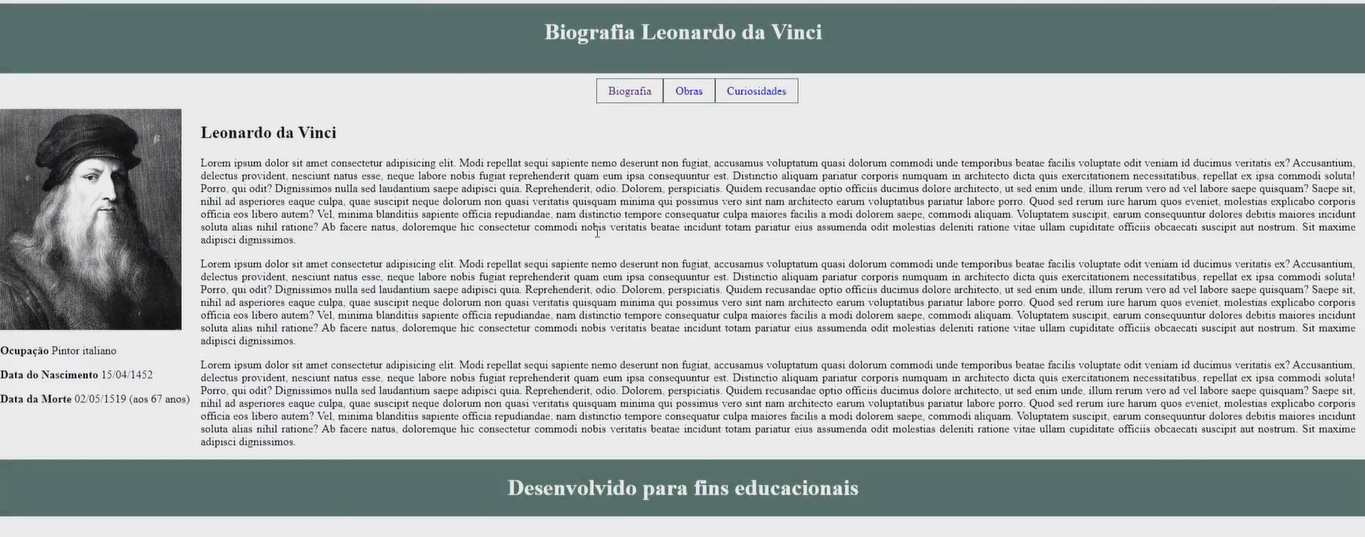 Biografia Leonardo da Vinci
Biografia Obras Curiosidades
Leonardo da Vinci
Lorem ipsum dolor sit amet consectetur adipisicing elit. Modi repellat sequi sapiente nemo deserunt non fugiat, accusamus voluptatum quasi dolorum commodi unde temporibus beatae facilis voluptate odit veniam id ducimus veritatis ex? Accusantium,
delectus provident, nesciunt natus esse, neque labore nobis fugiat reprehenderit quam eum ipsa consequuntur est. Distinctio aliquam pariatur corporis numquam in architecto dicta quis exercitationem necessitatibus, repellat ex ipsa commodi soluta!
Porro, qui odit? Dignissimos nulla sed laudantium saepe adipisci quia. Reprehenderit, odio. Dolorem, perspiciatis. Quidem recusandae optio officiis ducimus dolore architecto, ut sed enim unde, illum rerum vero ad vel labore saepe quisquam? Saepe sit,
nihil ad asperiores eaque culpa, quae suscipit neque dolorum non quasi veritatis quisquam minima qui possimus vero sint nam architecto earum voluptatibus pariatur labore porro. Quod sed rerum iure harum quos eveniet, molestias explicabo corporis
officia eos libero autem? Vel, minima blanditiis sapiente officia repudiandae, nam distinctio tempore consequatur culpa maiores facilis a modi dolorem saepe, commodi aliquam. Voluptatem suscipit, earum consequuntur dolores debitis maiores incidunt
soluta alias nihil ratione? Ab facere natus, doloremque hic consectetur commodi nobis veritatis beatae incidunt totam pariatur eius assumenda odit molestias deleniti ratione vitae ullam cupiditate officiis obcaecati suscipit aut nostrum. Sit maxime
adipisci dignissimos.
Lorem ipsum dolor sit amet consectetur adipisicing elit. Modi repellat sequi sapiente nemo deserunt non fugiat, accusamus voluptatum quasi dolorum commodi unde temporibus beatae facilis voluptate odit veniam id ducimus veritatis ex? Accusantium,
delectus provident, nesciunt natus esse, neque labore nobis fugiat reprehenderit quam eum ipsa consequuntur est. Distinctio aliquam pariatur corporis numquam in architecto dicta quis exercitationem necessitatibus, repellat ex ipsa commodi soluta!
Porro, qui odit? Dignissimos nulla sed laudantium saepe adipisci quia. Reprehenderit, odio. Dolorem, perspiciatis. Quidem recusandae optio officiis ducimus dolore architecto, ut sed enim unde, illum rerum vero ad vel labore saepe quisquam? Saepe sit,
nihil ad asperiores eaque culpa, quae suscipit neque dolorum non quasi veritatis quisquam minima qui possimus vero sint nam architecto earum voluptatibus pariatur labore porro. Quod sed rerum iure harum quos eveniet, molestias explicabo corporis
officia eos libero autem? Vel, minima blanditiis sapiente officia repudiandae, nam distinctio tempore consequatur culpa maiores facilis a modi dolorem saepe, commodi aliquam. Voluptatem suscipit, earum consequuntur dolores debitis maiores incidunt
soluta alias nihil ratione? Ab facere natus, doloremque hic consectetur commodi nobis veritatis beatae incidunt totam pariatur eius assumenda odit molestias deleniti ratione vitae ullam cupiditate officiis obcaecati suscipit aut nostrum. Sit maxime
adipisci dignissimos.
Lorem ipsum dolor sit amet consectetur adipisicing elit. Modi repellat sequi sapiente nemo deserunt non fugiat, accusamus voluptatum quasi dolorum commodi unde temporibus beatae facilis voluptate odit veniam id ducimus veritatis ex? Accusantium,
delectus provident, nesciunt natus esse, neque labore nobis fugiat reprehenderit quam eum ipsa consequuntur est. Distinctio aliquam pariatur corporis numquam in architecto dicta quis exercitationem necessitatibus, repellat ex ipsa commodi soluta!
Porro, qui odit? Dignissimos nulla sed laudantium saepe adipisci quia. Reprehenderit, odio. Dolorem, perspiciatis. Quidem recusandae optio officiis ducimus dolore architecto, ut sed enim unde, illum rerum vero ad vel labore saepe quisquam? Saepe sit,
nihil ad asperiores eaque culpa, quae suscipit neque dolorum non quasi veritatis quisquam minima qui possimus vero sint nam architecto earum voluptatibus pariatur labore porro. Quod sed rerum iure harum quos eveniet, molestias explicabo corporis
officia eos libero autem? Vel, minima blanditiis sapiente officia repudiandae, nam distinctio tempore consequatur culpa maiores facilis a modi dolorem saepe, commodi aliquam. Voluptatem suscipit, earum consequuntur dolores debitis maiores incidunt
soluta alias nihil ratione? Ab facere natus, doloremque hic consectetur commodi nobis veritatis beatae incidunt totam pariatur eius assumenda odit molestias deleniti ratione vitae ullam cupiditate officiis obcaecati suscipit aut nostrum. Sit maxime
adipisci dignissimos.
Ocupação Pintor italiano
Data do Nascimento 15/04/1452
Data da Morte 02/05/1519 (aos 67 anos)
Desenvolvido para fins educacionais